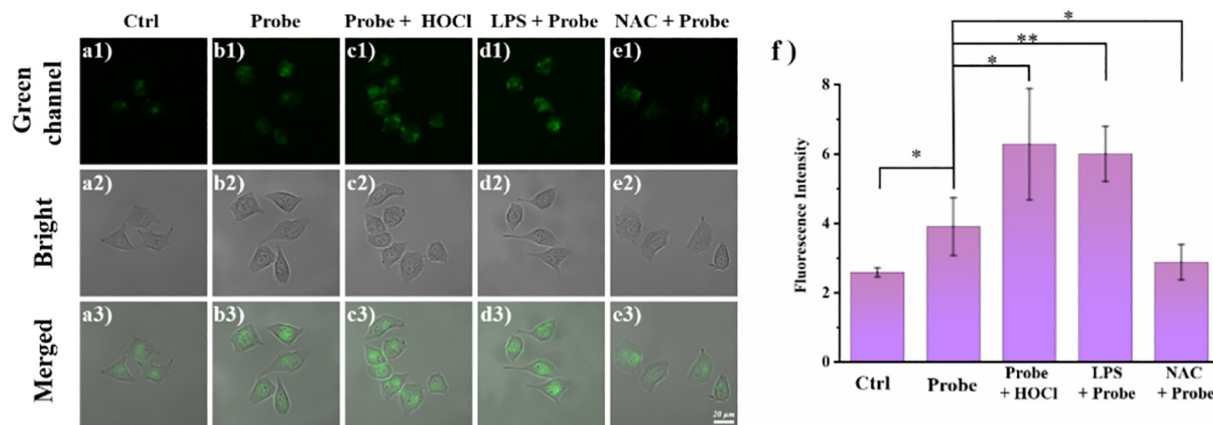 Ctrl Probe Probe + HOCl LPS + Probe NAC + Probe
Green channel
a1) b1) c1) d1) e1)
Bright
a2) b2) c2) d2) e2)
Merged
a3) b3) c3) d3) c3)
20 μm
f )
*
**
*
*
Fluorescence Intensity
8
6
4
2
0
Ctrl Probe Probe + HOCl LPS + Probe NAC + Probe